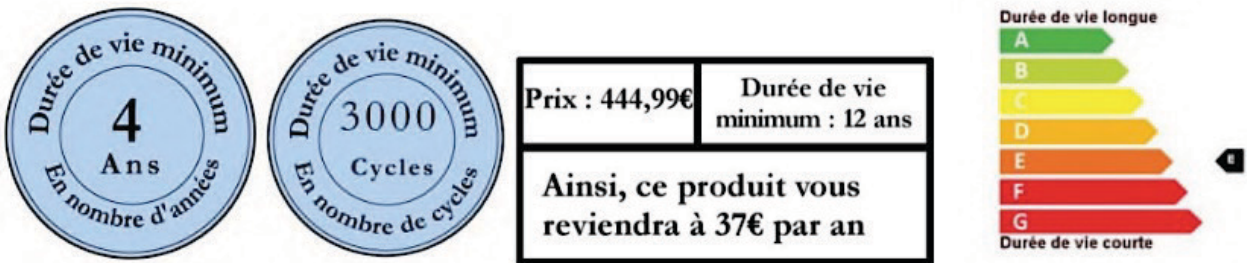 Durée de vie minimum
4
Ans
En nombre d'années
Durée de vie minimum
3000
Cycles
En nombre de cycles
Prix : 444,99€
Durée de vie
minimum : 12 ans
Ainsi, ce produit vous
reviendra à 37€ par an
Durée de vie longue
A
B
C
D
E
F
G
Durée de vie courte